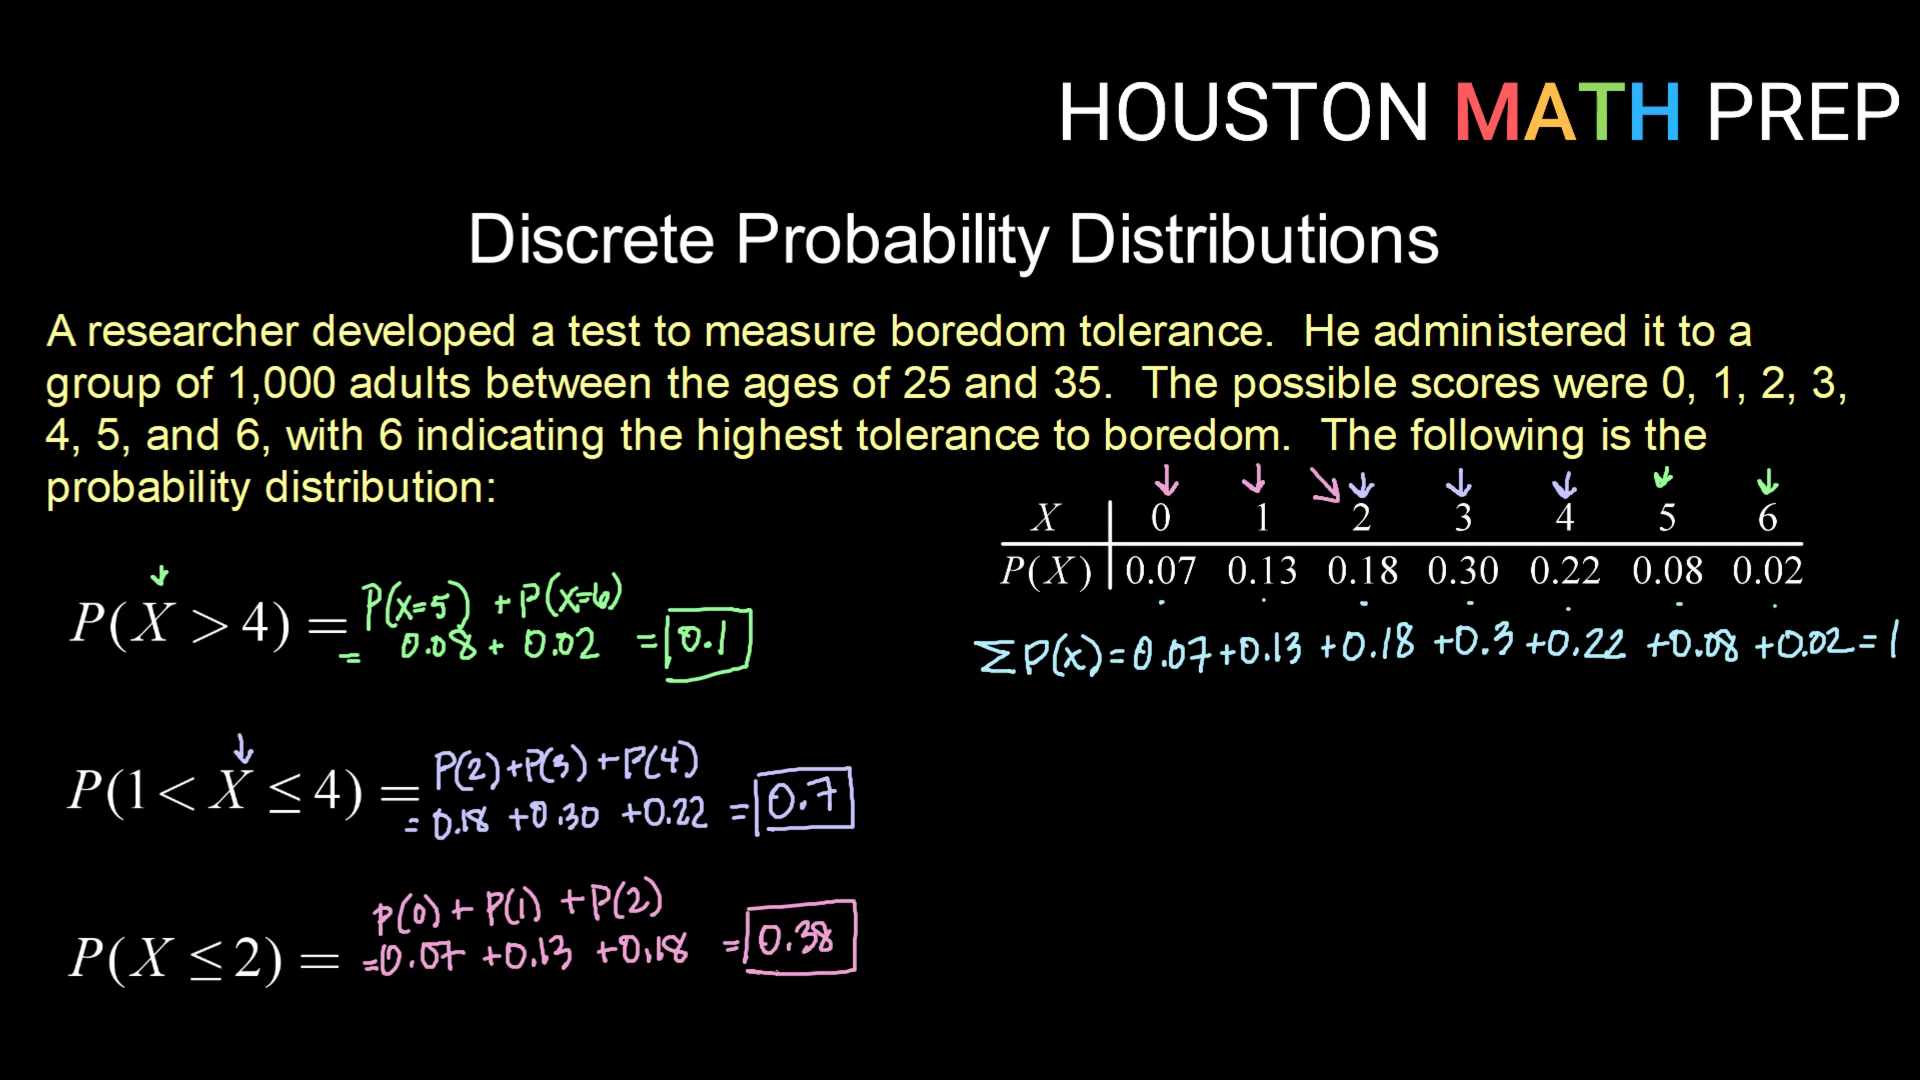 HOUSTON MATH PREP
Discrete Probability Distributions
A researcher developed a test to measure boredom tolerance. He administered it to a
group of 1,000 adults between the ages of 25 and 35. The possible scores were 0, 1, 2, 3,
4, 5, and 6, with 6 indicating the highest tolerance to boredom. The following is the
probability distribution:
X 0 1 2 3 4 5 6
P(X) 0.07 0.13 0.18 0.30 0.22 0.08 0.02
ΣP(x) = 0.07 + 0.13 + 0.18 + 0.3 + 0.22 + 0.08 + 0.02 = 1
P(X > 4) = P(x=5) + P(x=6)
= 0.08 + 0.02 = 0.1
P(1 < X ≤ 4) = P(2) + P(3) + P(4)
= 0.18 + 0.30 + 0.22 = 0.7
P(X ≤ 2) = P(0) + P(1) + P(2)
= 0.07 + 0.13 + 0.18 = 0.38